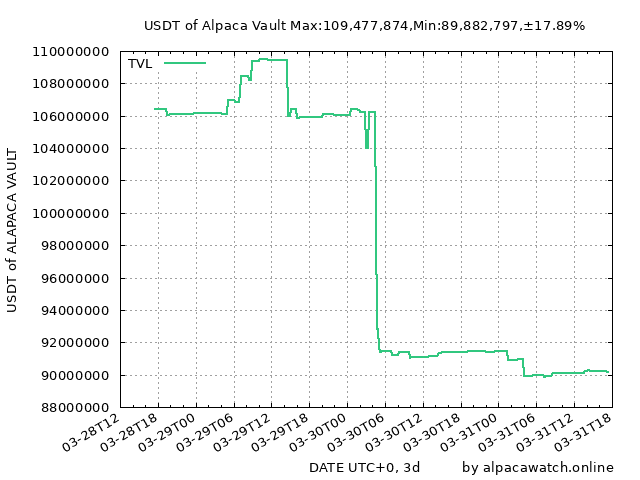 USDT of Alpaca Vault Max:109,477,874,Min:89,882,797,±17.89%
TVL
110000000
108000000
106000000
104000000
102000000
100000000
98000000
96000000
94000000
92000000
90000000
88000000
USDT of ALAPACA VAULT
03-28T12
03-28T18
03-29T00
03-29T06
03-29T12
03-29T18
03-30T00
03-30T06
03-30T12
03-30T18
03-31T00
03-31T06
03-31T12
03-31T18
DATE UTC+0, 3d
by alpacawatch.online